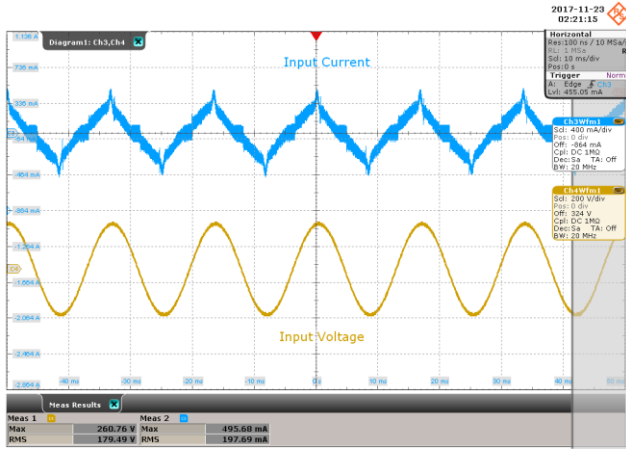 2017-11-23
02:21:15
Horizontal
Res:100 ns / 10 MSa/
RL: 1 MSa R
Scl: 10 ms/div
Pos:0 s
Trigger Norm
A: Edge Ch3
Lvl: 455.05 mA
Diagram1: Ch3,Ch4
Input Current
Ch3Wfm1
Scl: 400 mA/div
Pos: 0 div
Off: -864 mA
Cpl: DC 1MΩ
Dec:Sa TA: Off
BW: 20 MHz
Ch4Wfm1
Scl: 200 V/div
Pos: 0 div
Off: 324 V
Cpl: DC 1MΩ
Dec:Sa TA: Off
BW: 20 MHz
1.136 A
736 mA
336 mA
-464 mA
-864 mA
-1.264 A
-1.664 A
-2.064 A
-2.464 A
-2.864 A
Input Voltage
-40 ms
-30 ms
-20 ms
-10 ms
0 s
10 ms
20 ms
30 ms
Meas Results
Meas 1 Meas 2
Max 260.76 V Max 495.68 mA
RMS 179.49 V RMS 197.69 mA